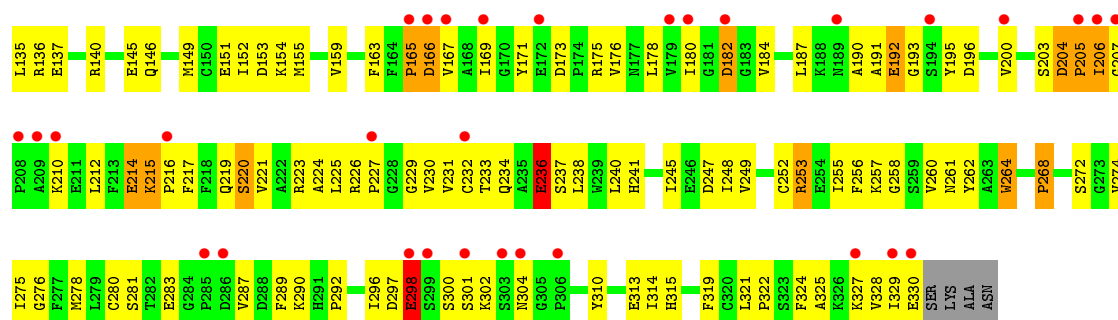 L135 R136 E137 R140 E145 Q146 M149 C150 E151 I152 D153 K154 M155 V159 F163 F164 P165 D166 V167 A168 I169 G170 Y171 E172 D173 P174 R175 V176 N177 L178 V179 I180 G181 D182 G183 V184 L187 K188 N189 A190 A191 E192 G193 S194 Y195 D196 V200 S203 D204 P205 I206 G207
P208 A209 K210 E211 L212 F213 E214 K215 P216 F217 F218 Q219 S220 V221 A222 R223 A224 L225 R226 P227 G228 G229 V230 V231 C232 T233 Q234 A235 E236 S237 L238 W239 L240 H241 I245 E246 D247 I248 V249 C252 R253 E254 I255 F256 K257 G258 S259 V260 N261 Y262 A263 W264 P268 S272 G273 V274
I275 G276 F277 M278 L279 C280 S281 T282 E283 G284 P285 D286 V287 D288 F289 K290 H291 P292 I296 D297 E298 S299 S300 S301 K302 S303 N304 G305 P306 Y310 E313 I314 H315 F319 C320 L321 P322 S323 F324 A325 K326 K327 V328 I329 E330 SER LYS ALA ASN